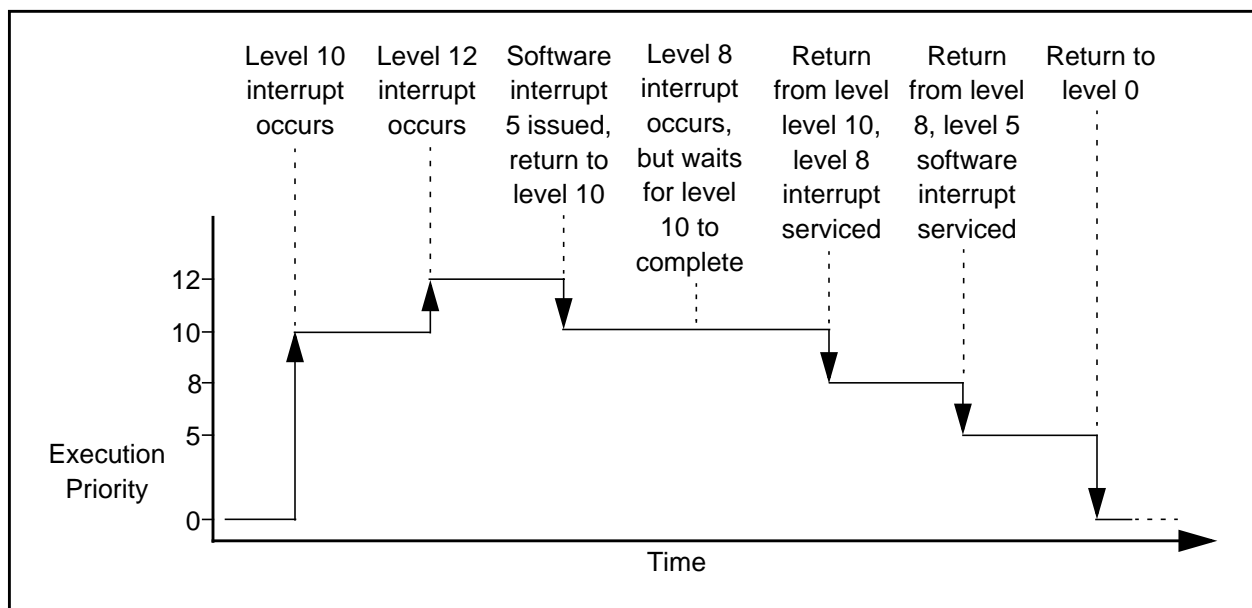 Level 10
interrupt
occurs
Level 12
interrupt
occurs
Software
interrupt
5 issued,
return to
level 10
Level 8
interrupt
occurs,
but waits
for level
10 to
complete
Return
from level
level 10,
level 8
interrupt
serviced
Return
from level
8, level 5
software
interrupt
serviced
Return to
level 0
12
10
8
5
0
Execution
Priority
Time